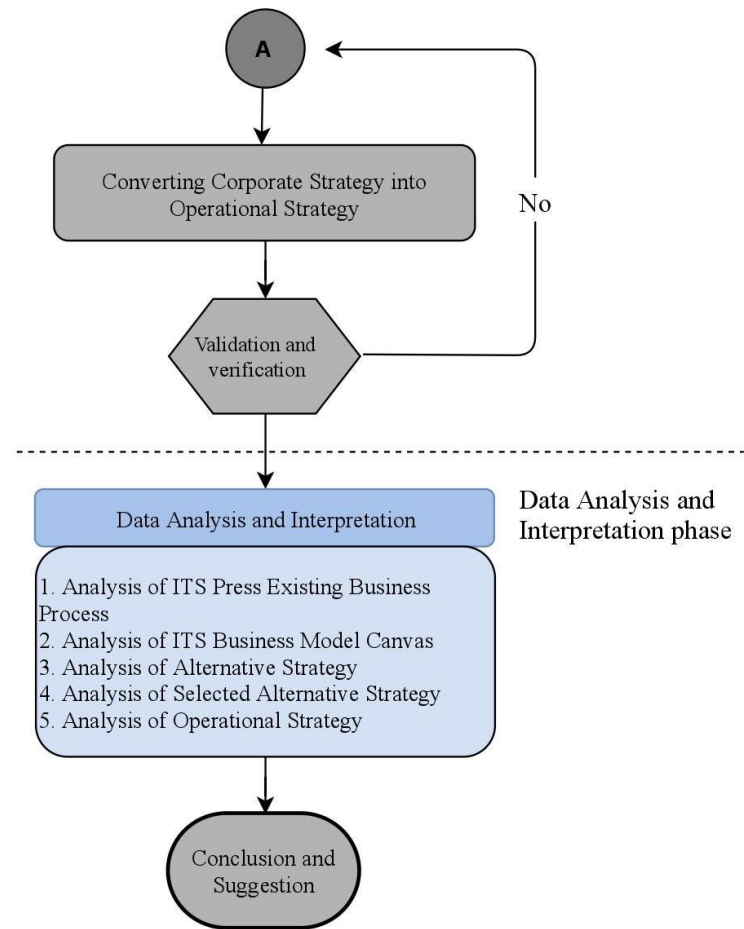 A
Converting Corporate Strategy into
Operational Strategy
No
Validation and
verification
Data Analysis and Interpretation
Data Analysis and
Interpretation phase
1. Analysis of ITS Press Existing Business
Process
2. Analysis of ITS Business Model Canvas
3. Analysis of Alternative Strategy
4. Analysis of Selected Alternative Strategy
5. Analysis of Operational Strategy
Conclusion and
Suggestion